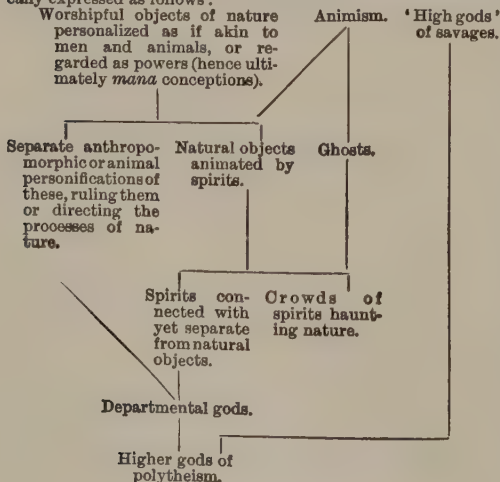 cally expressed as follows:
Worshipful objects of nature
personalized as if akin to
men and animals, or re-
garded as powers (hence ulti-
mately mana conceptions).
Animism.
'High gods'
of savages.
Separate anthropo-
morphic or animal
personifications of
these, ruling them
or directing the
processes of na-
ture.
Natural objects
animated by
spirits.
Ghosts.
Spirits con-
nected with
yet separate
from natural
objects.
Crowds of
spirits haunt-
ing nature.
Departmental gods.
Higher gods of
polytheism.